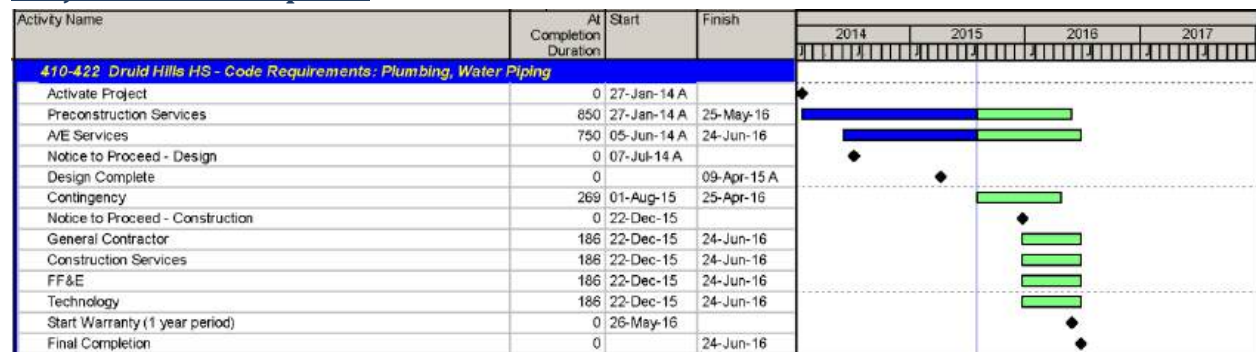 Activity Name At Completion Duration Start Finish 2014 2015 2016 2017
J J J J
410-422 Druid Hills HS - Code Requirements: Plumbing, Water Piping
Activate Project 0 27-Jan-14 A
Preconstruction Services 850 27-Jan-14 A 25-May-16
A/E Services 750 05-Jun-14 A 24-Jun-16
Notice to Proceed - Design 0 07-Jul-14 A
Design Complete 0 09-Apr-15 A
Contingency 269 01-Aug-15 25-Apr-16
Notice to Proceed - Construction 0 22-Dec-15
General Contractor 186 22-Dec-15 24-Jun-16
Construction Services 186 22-Dec-15 24-Jun-16
FF&E 186 22-Dec-15 24-Jun-16
Technology 186 22-Dec-15 24-Jun-16
Start Warranty (1 year period) 0 26-May-16
Final Completion 0 24-Jun-16